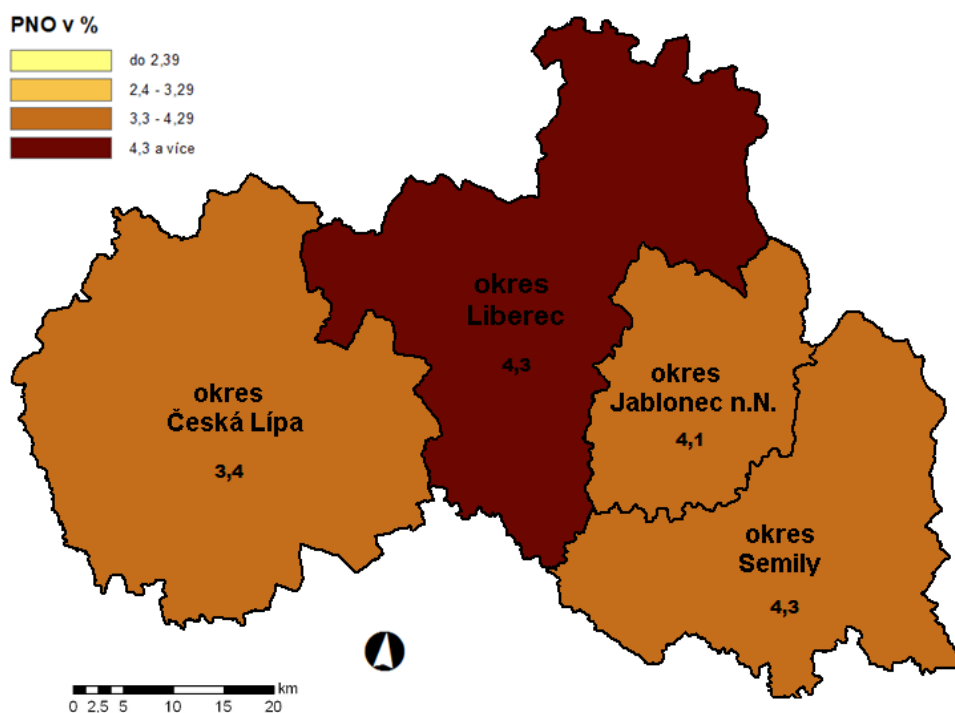 PNO v %
do 2,39
2,4 - 3,29
3,3 - 4,29
4,3 a více
okres
Liberec
4,3
okres
Jablonec n.N.
4,1
okres
Česká Lípa
3,4
okres
Semily
4,3
km
0 2,5 5 10 15 20